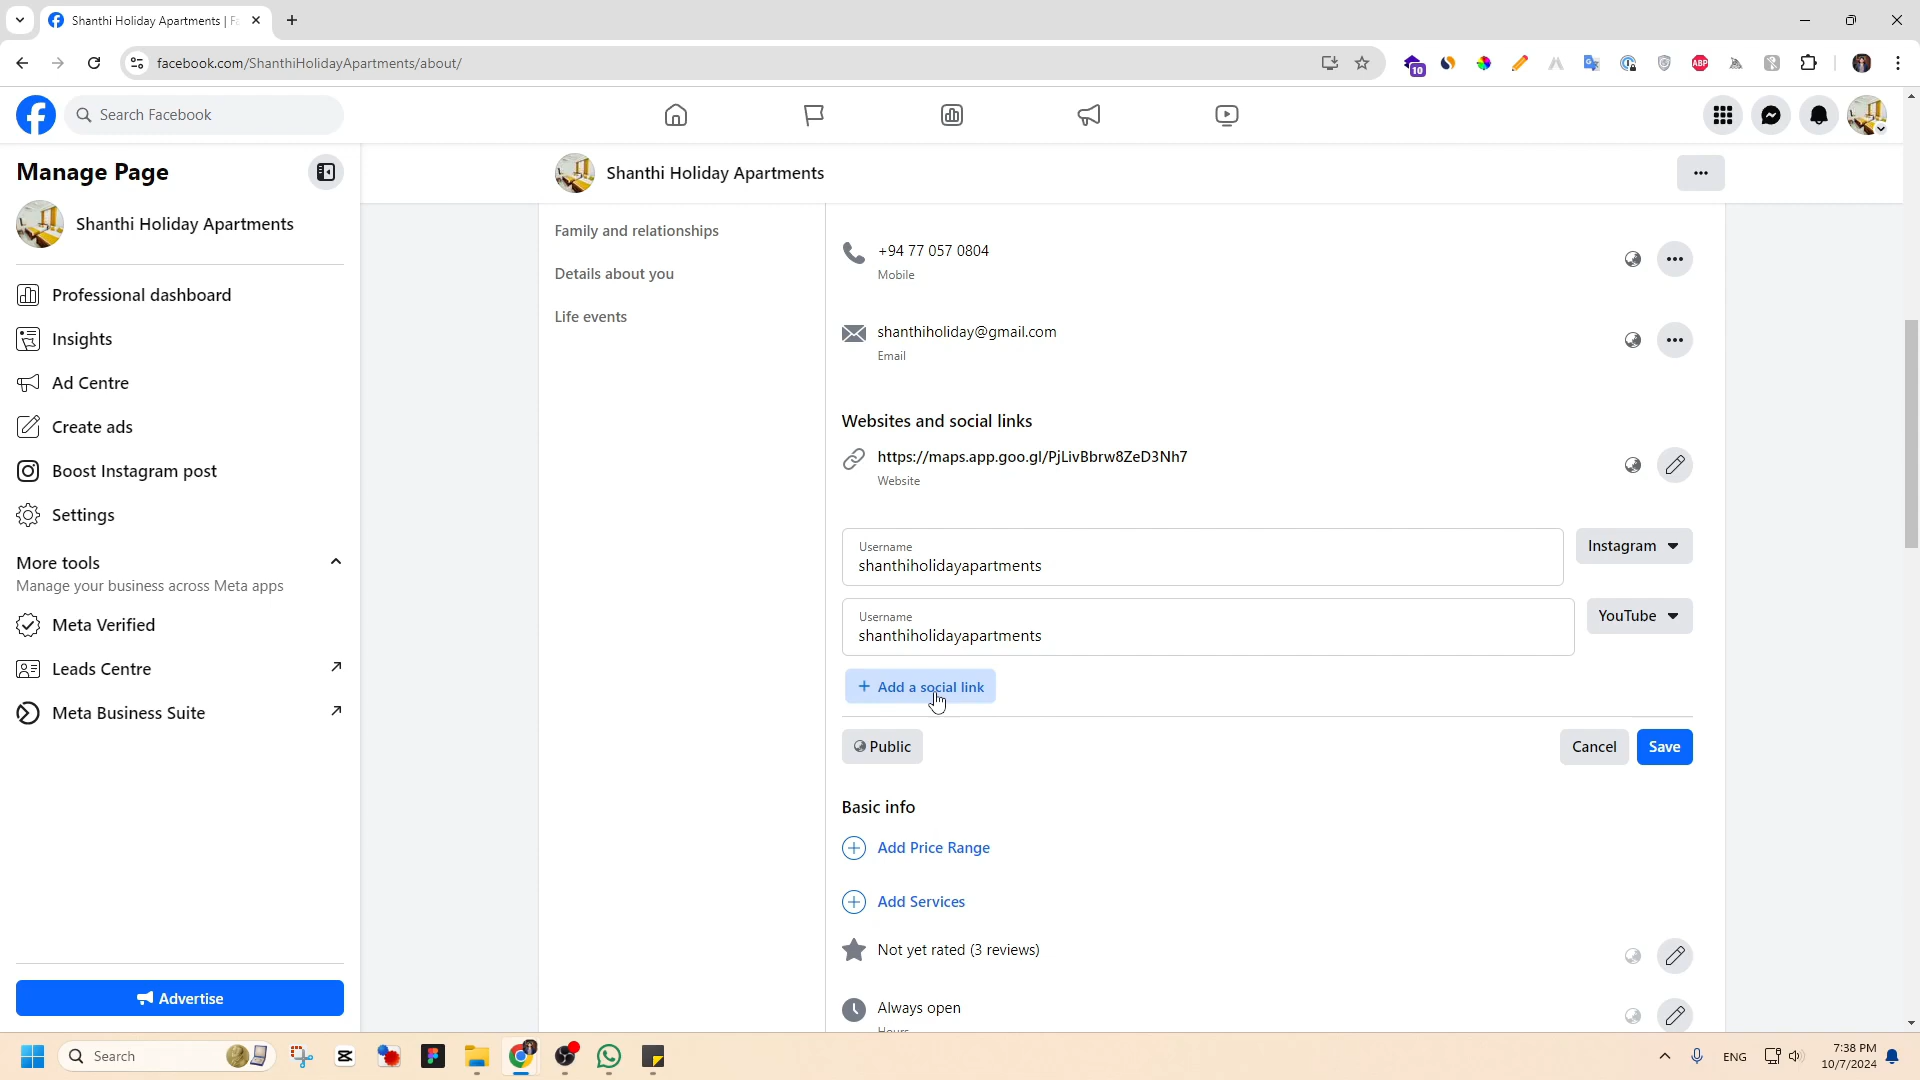 Shanthi Holiday Apartments | F
facebook.com/ShanthiHolidayApartments/about/
10
ABP
Search Facebook
Manage Page
Shanthi Holiday Apartments
Shanthi Holiday Apartments
Professional dashboard
Insights
Ad Centre
Create ads
Boost Instagram post
Settings
More tools
Manage your business across Meta apps
Meta Verified
Leads Centre
Meta Business Suite
Advertise
Family and relationships
Details about you
Life events
+94 77 057 0804
Mobile
shanthiholiday@gmail.com
Email
Websites and social links
https://maps.app.goo.gl/PjLivBbrw8ZeD3Nh7
Website
Username
shanthiholidayapartments
Instagram
Username
shanthiholidayapartments
YouTube
+ Add a social link
Public
Cancel
Save
Basic info
Add Price Range
Add Services
Not yet rated (3 reviews)
Always open
Hours
Search
ENG
7:38 PM
10/7/2024